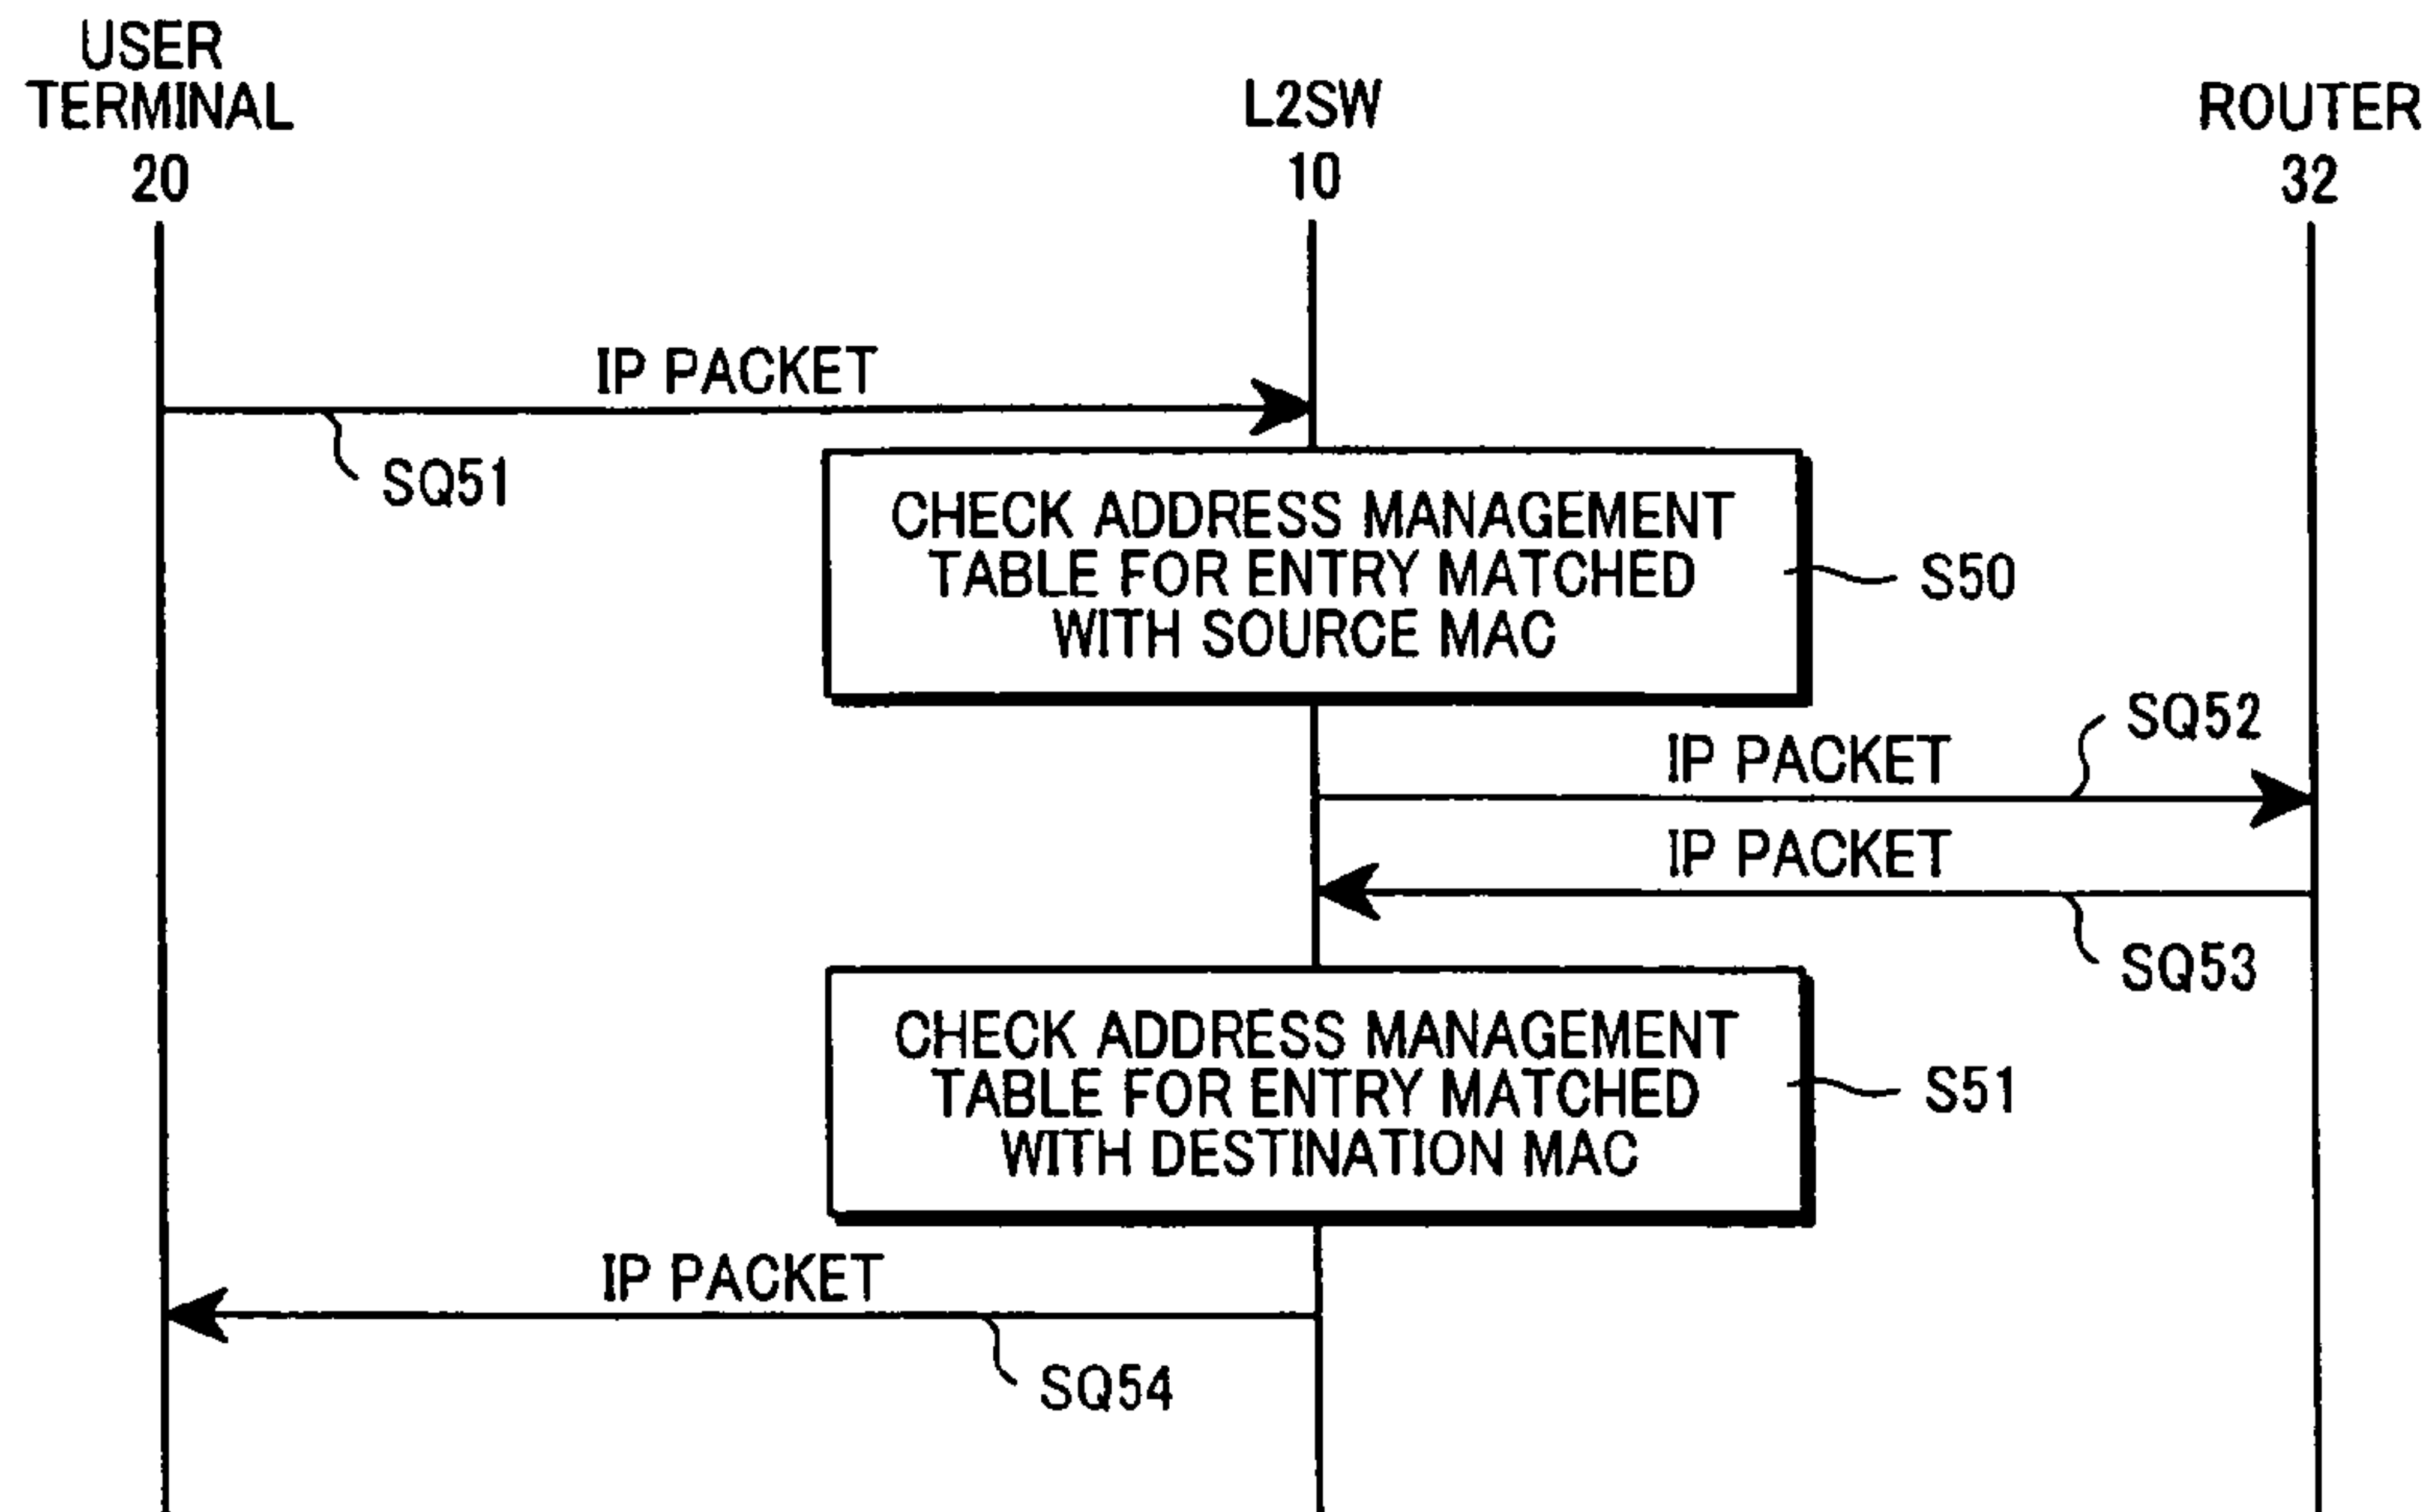 USER
TERMINAL
20
L2SW
10
ROUTER
32
IP PACKET
SQ51
CHECK ADDRESS MANAGEMENT
TABLE FOR ENTRY MATCHED
WITH SOURCE MAC
S50
SQ52
IP PACKET
IP PACKET
SQ53
CHECK ADDRESS MANAGEMENT
TABLE FOR ENTRY MATCHED
WITH DESTINATION MAC
S51
IP PACKET
SQ54